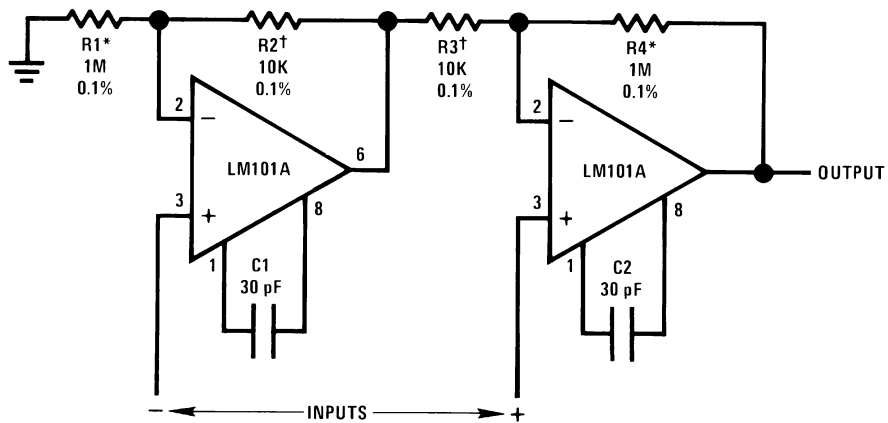 R1*
1M
0.1%
R2†
10K
0.1%
R3†
10K
0.1%
R4*
1M
0.1%
2
−
LM101A
6
3
+
8
1
C1
30 pF
2
−
LM101A
OUTPUT
3
+
8
1
C2
30 pF
− INPUTS +